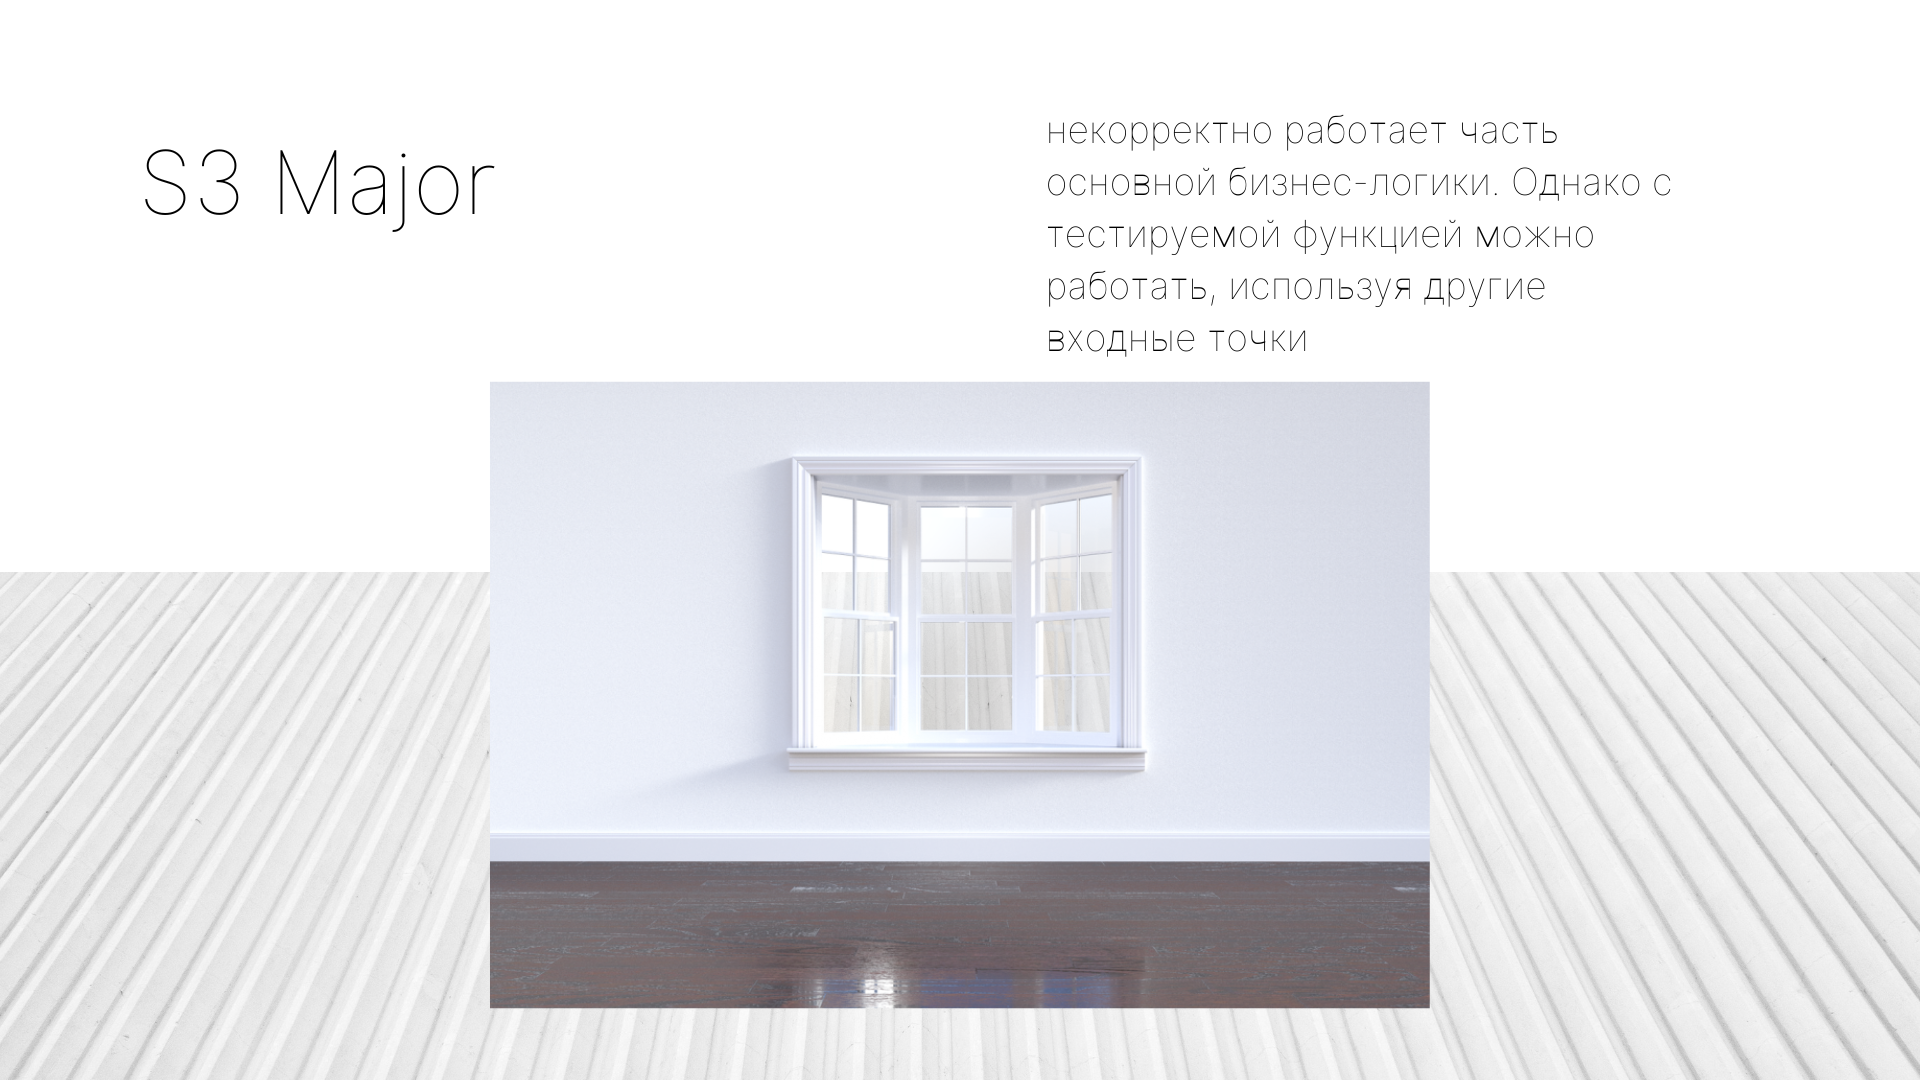 S3 Major
некорректно работает часть
основной бизнес-логики. Однако с
тестируемой функцией можно
работать, используя другие
входные точки